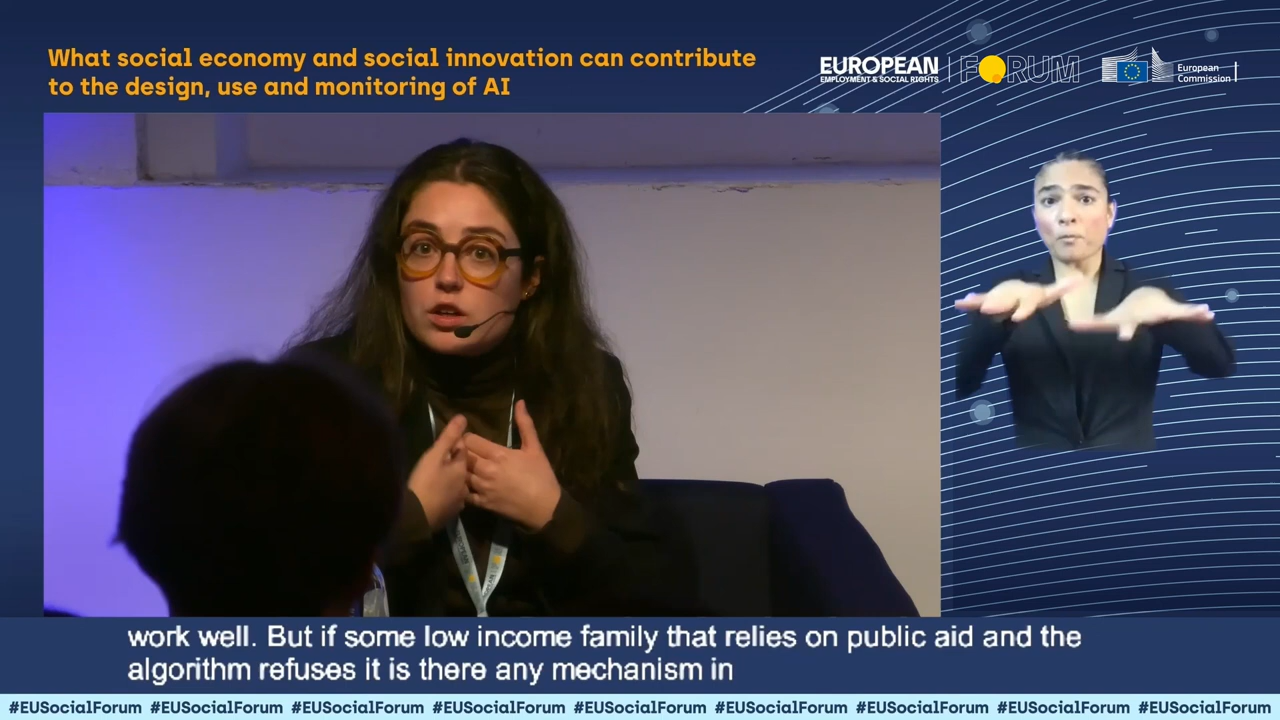 What social economy and social innovation can contribute
to the design, use and monitoring of AI
EUROPEAN
EMPLOYMENT & SOCIAL RIGHTS
FORUM
European
Commission
work well. But if some low income family that relies on public aid and the
algorithm refuses it is there any mechanism in
#EUSocialForum #EUSocialForum #EUSocialForum #EUSocialForum #EUSocialForum #EUSocialForum #EUSocialForum #EUSocialForum #EUSocialForum